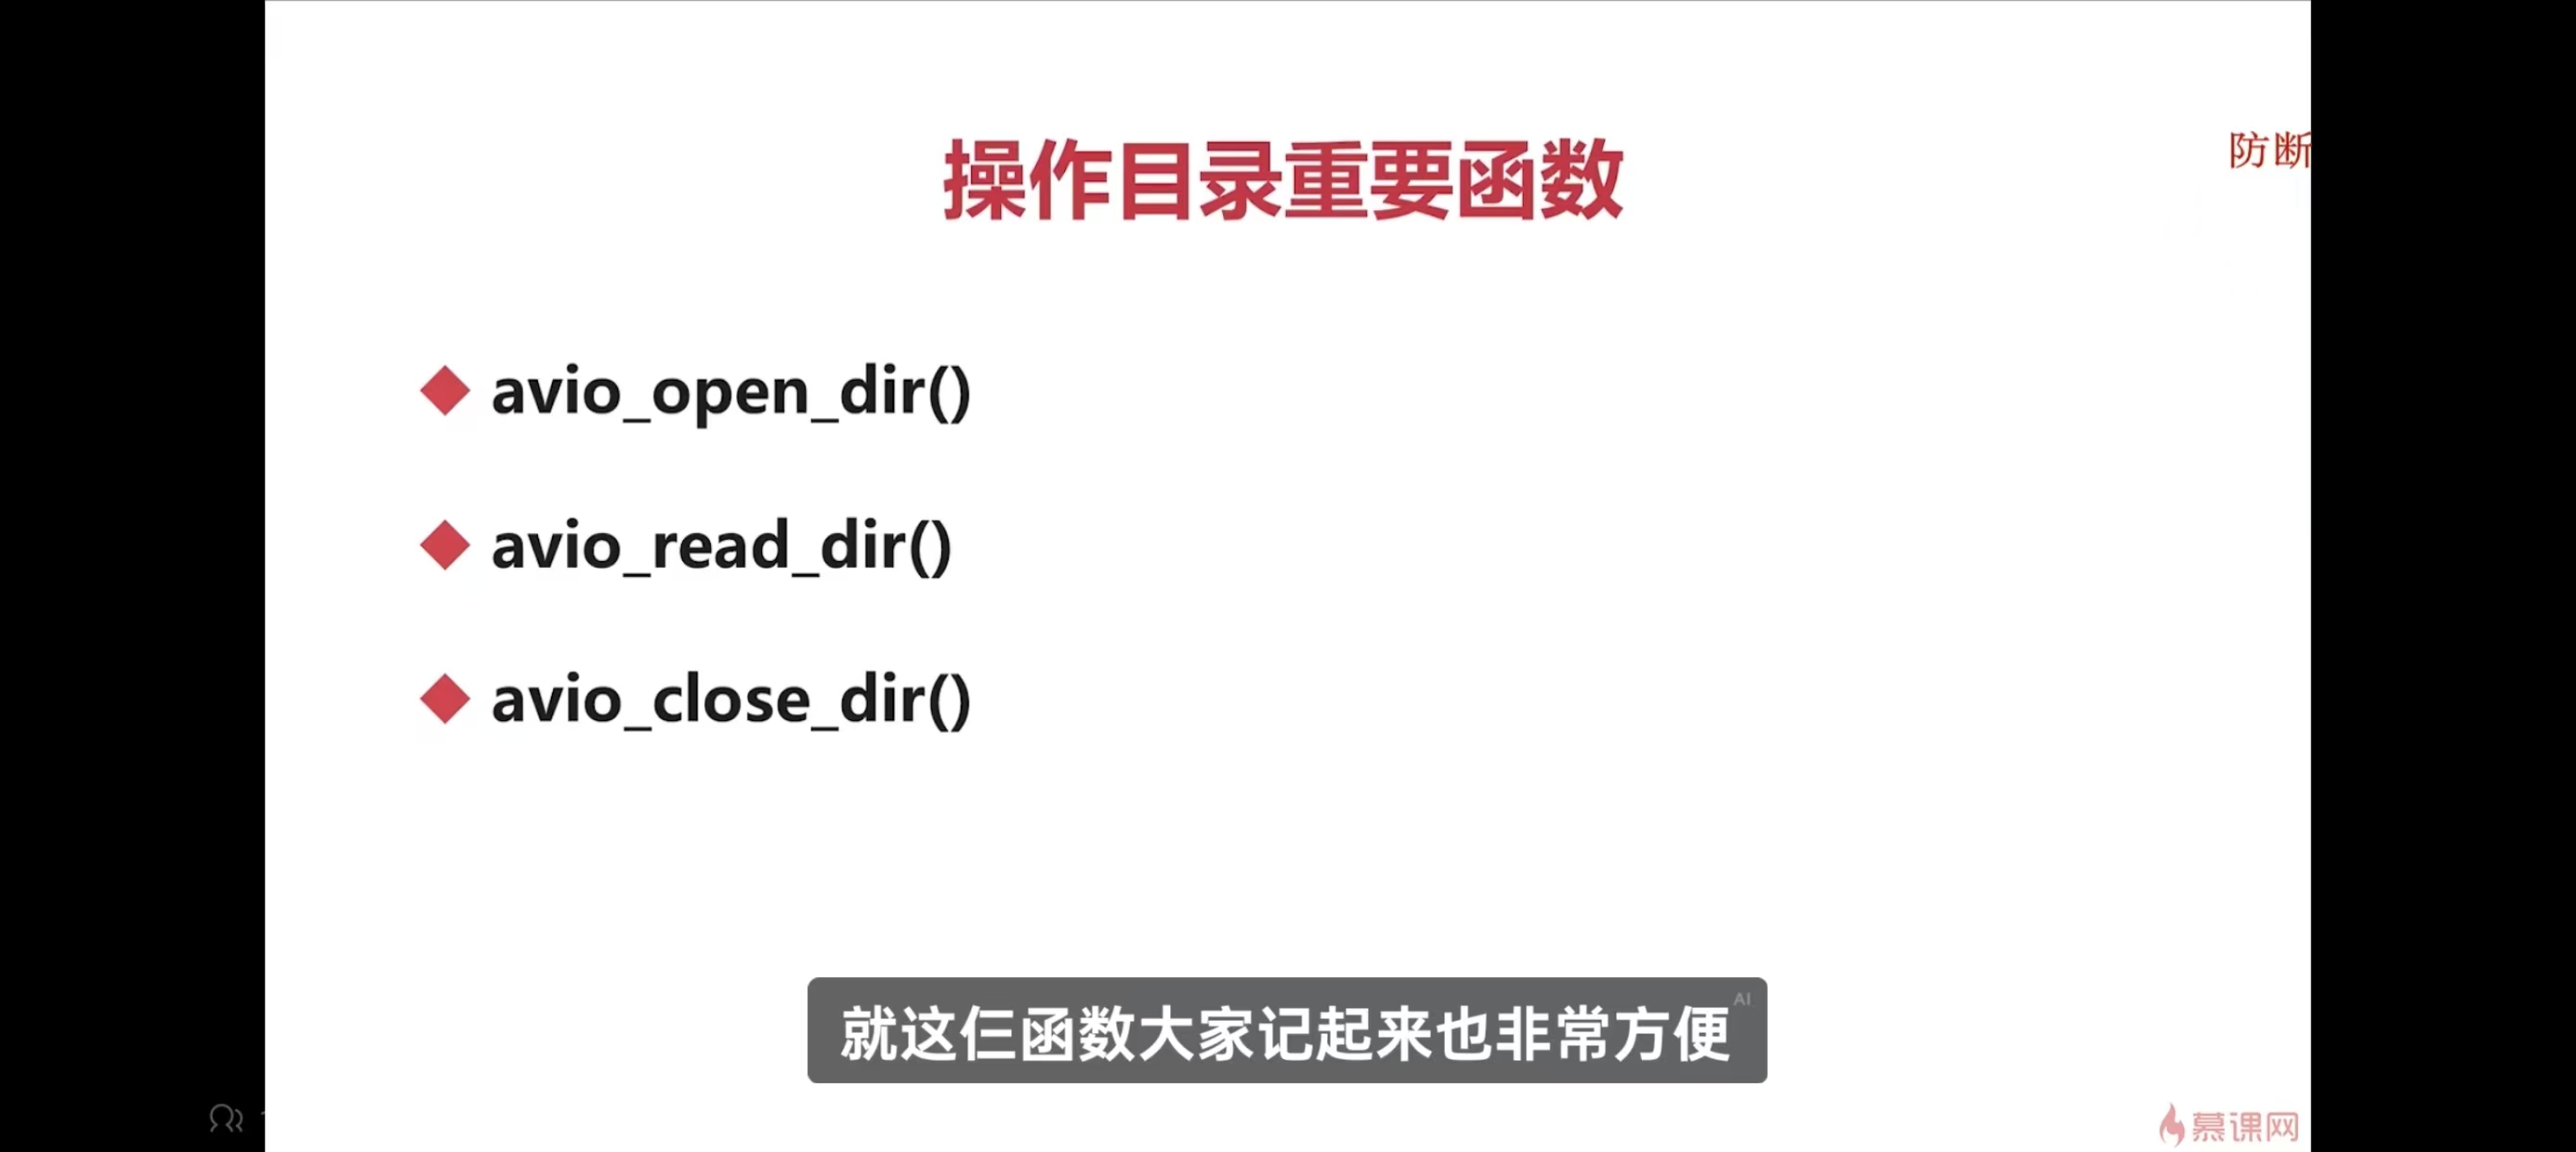 操作目录重要函数
防断
avio_open_dir()
avio_read_dir()
avio_close_dir()
就这仨函数大家记起来也非常方便
AI
慕课网